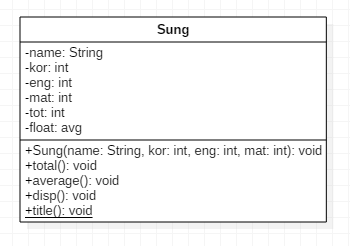 Sung
-name: String
-kor: int
-eng: int
-mat: int
-tot: int
-float: avg
+Sung(name: String, kor: int, eng: int, mat: int): void
+total(): void
+average(): void
+disp(): void
+title(): void